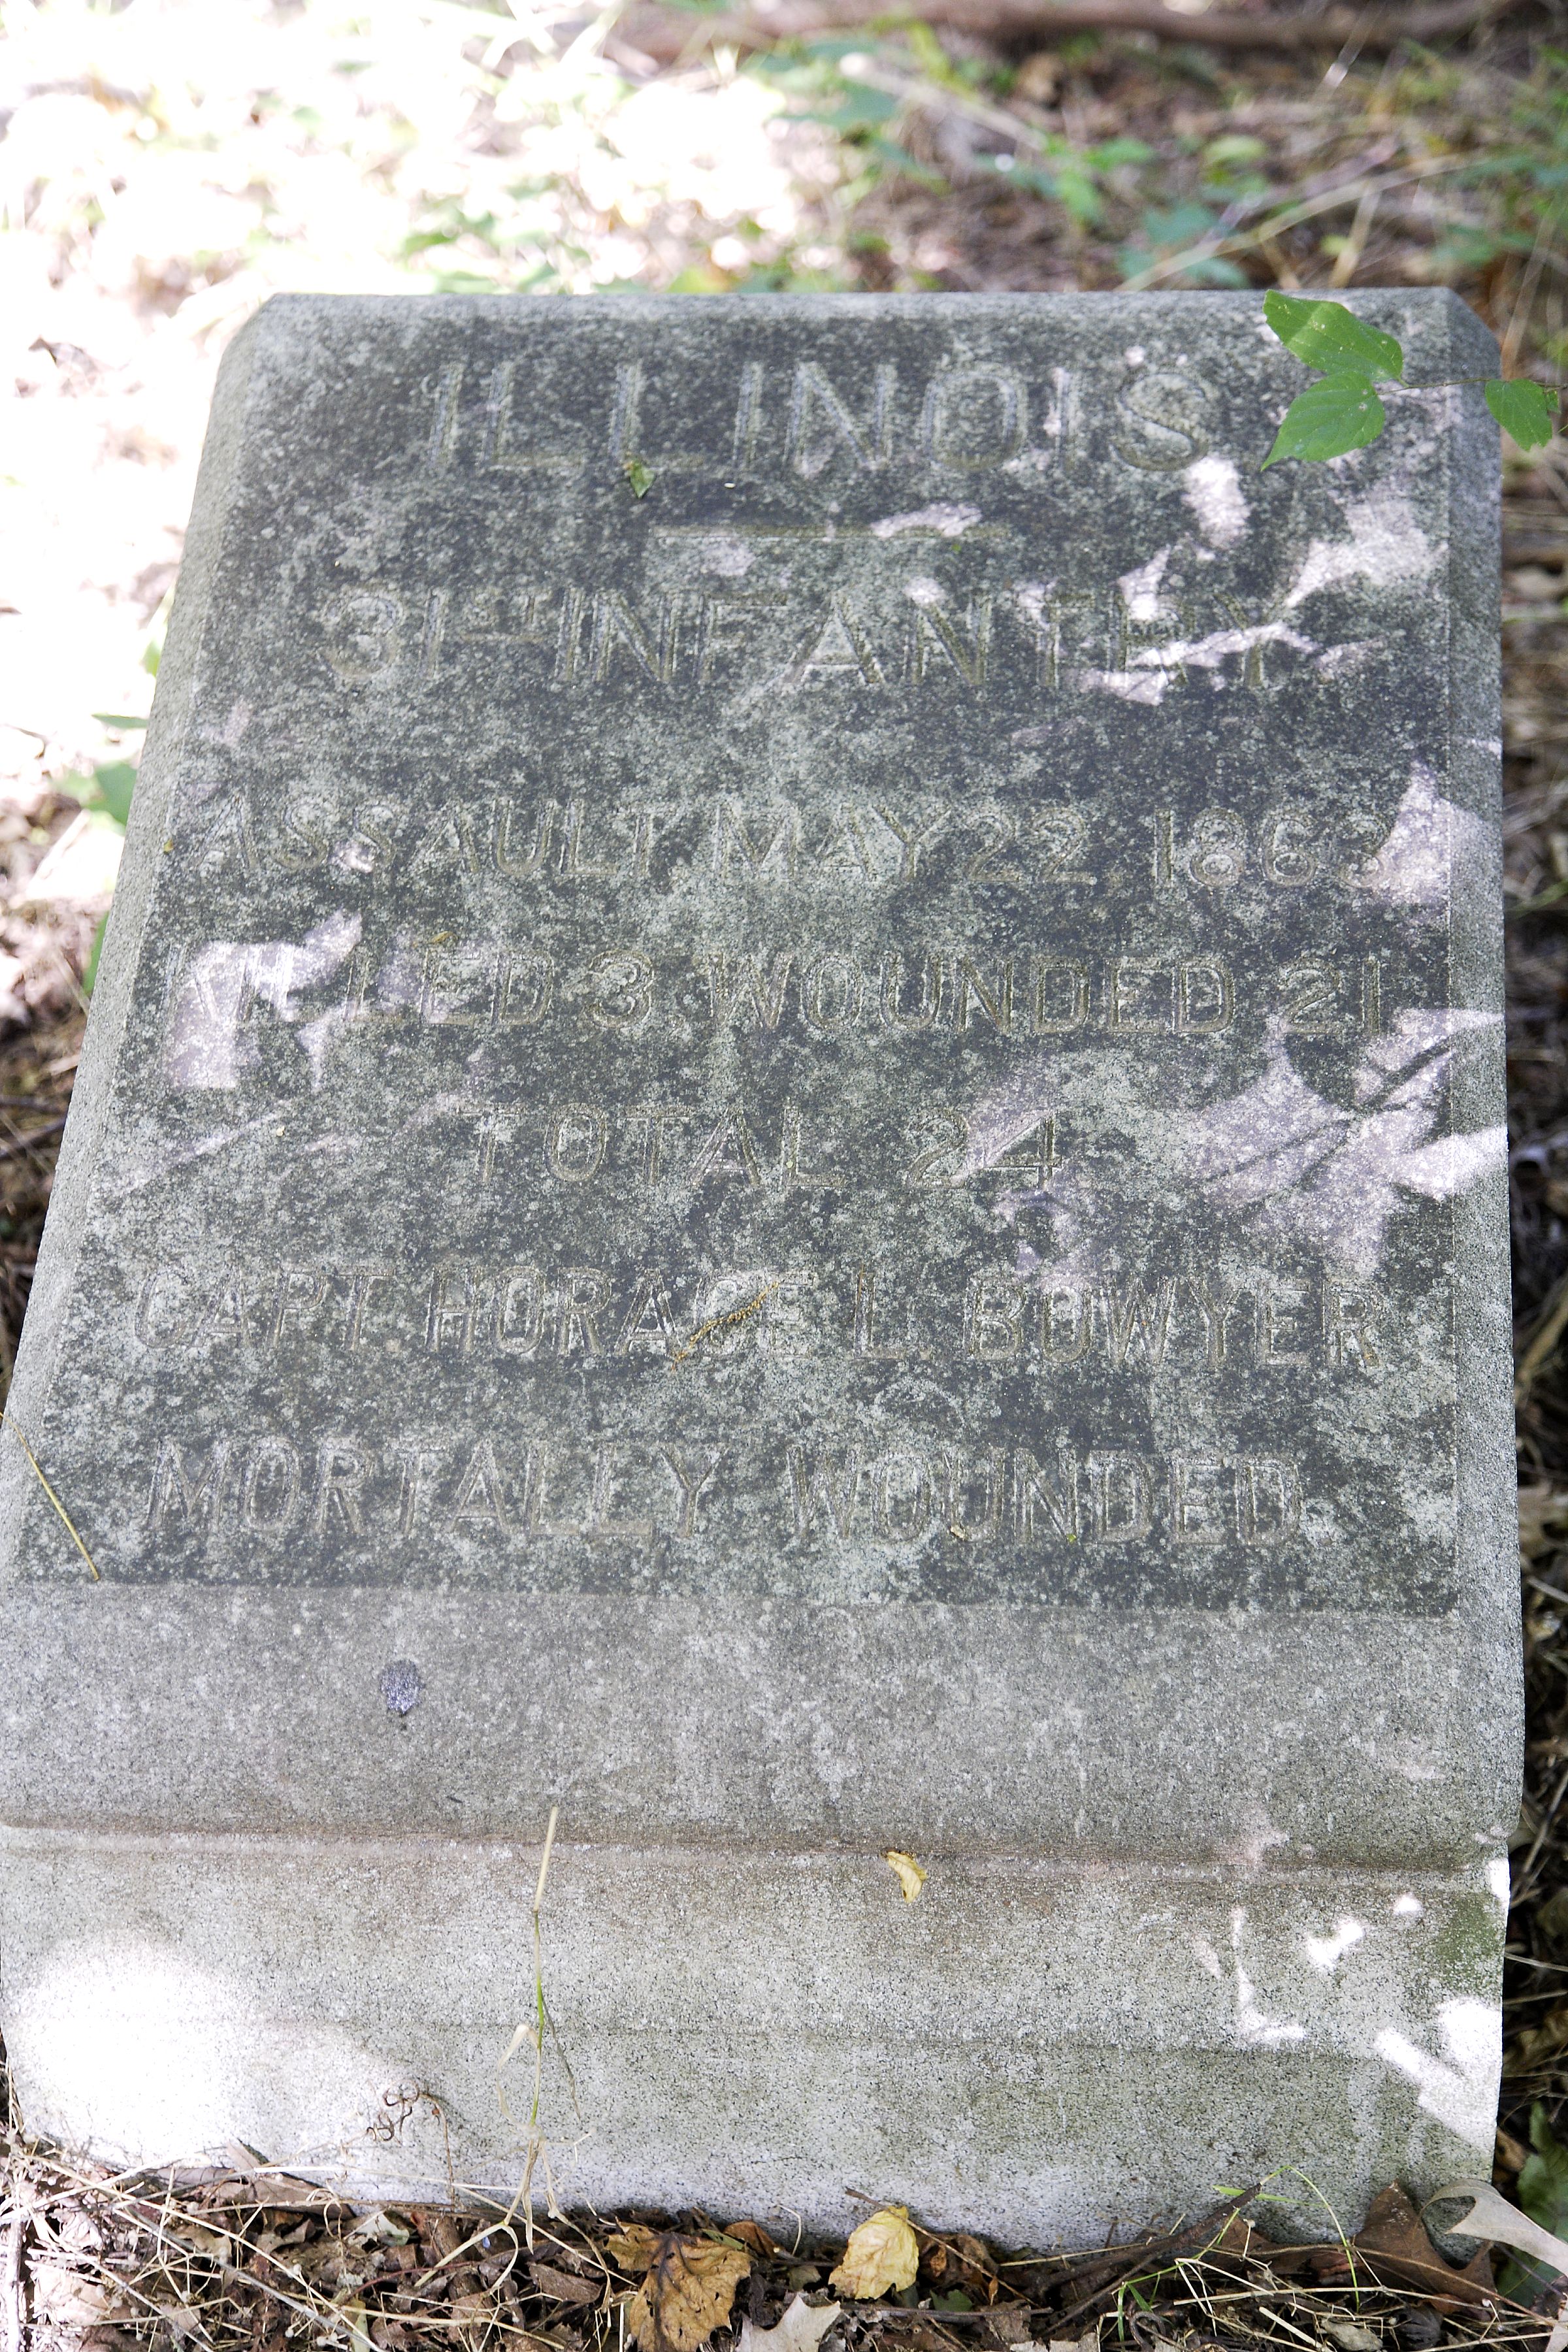 ILLINOIS
31ST INFANTRY
ASSAULT, MAY 22, 1863
KILLED 3, WOUNDED 21
TOTAL 24
CAPT. HORACE L. BOWYER
MORTALLY WOUNDED